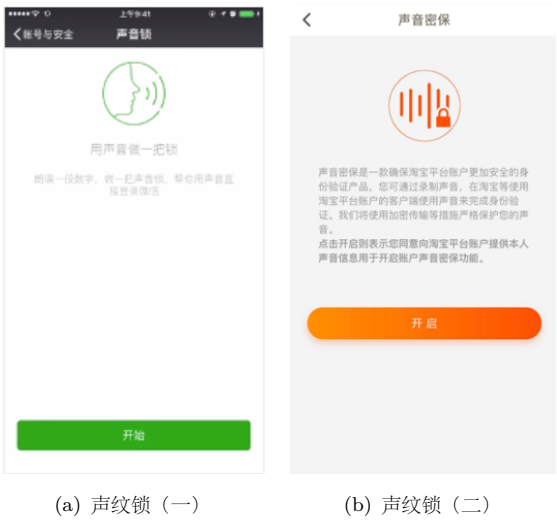 上午9:41
帐号与安全
声音锁
用声音做一把锁
朗读一段数字，做一把声音锁，帮你用声音直
接登录微信
开始
声音密保
声音密保是一款确保淘宝平台账户更加安全的身
份验证产品，您可通过录制声音，在淘宝等使用
淘宝平台账户的客户端使用声音来完成身份验
证。我们将使用加密传输等措施严格保护您的声
音。
点击开启则表示您同意向淘宝平台账户提供本人
声音信息用于开启账户声音密保功能。
开启
(a) 声纹锁（一）
(b) 声纹锁（二）